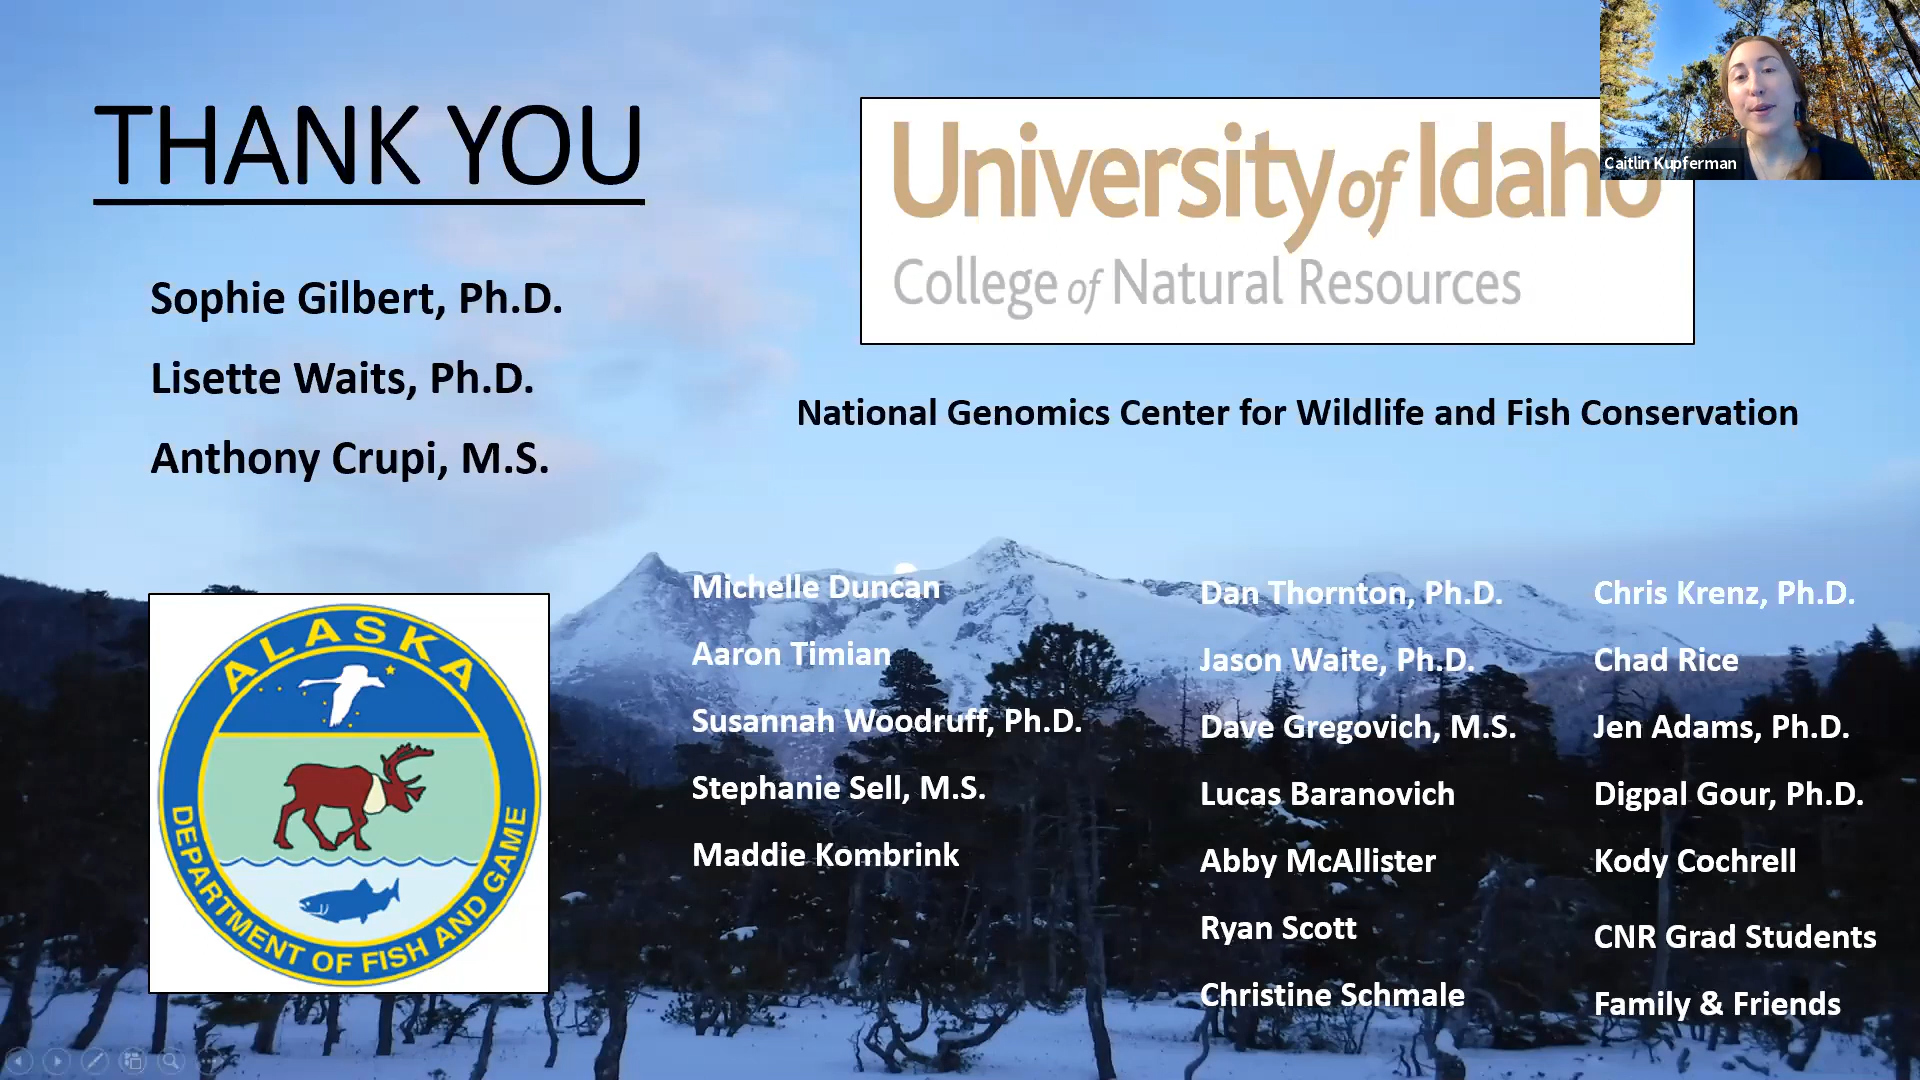 THANK YOU
Sophie Gilbert, Ph.D.
Lisette Waits, Ph.D.
Anthony Crupi, M.S.
University of Idaho
College of Natural Resources
Caitlin Kupferman
National Genomics Center for Wildlife and Fish Conservation
ALASKA
DEPARTMENT OF FISH AND GAME
Michelle Duncan
Aaron Timian
Susannah Woodruff, Ph.D.
Stephanie Sell, M.S.
Maddie Kombrink
Dan Thornton, Ph.D.
Jason Waite, Ph.D.
Dave Gregovich, M.S.
Lucas Baranovich
Abby McAllister
Ryan Scott
Christine Schmale
Chris Krenz, Ph.D.
Chad Rice
Jen Adams, Ph.D.
Digpal Gour, Ph.D.
Kody Cochrell
CNR Grad Students
Family & Friends